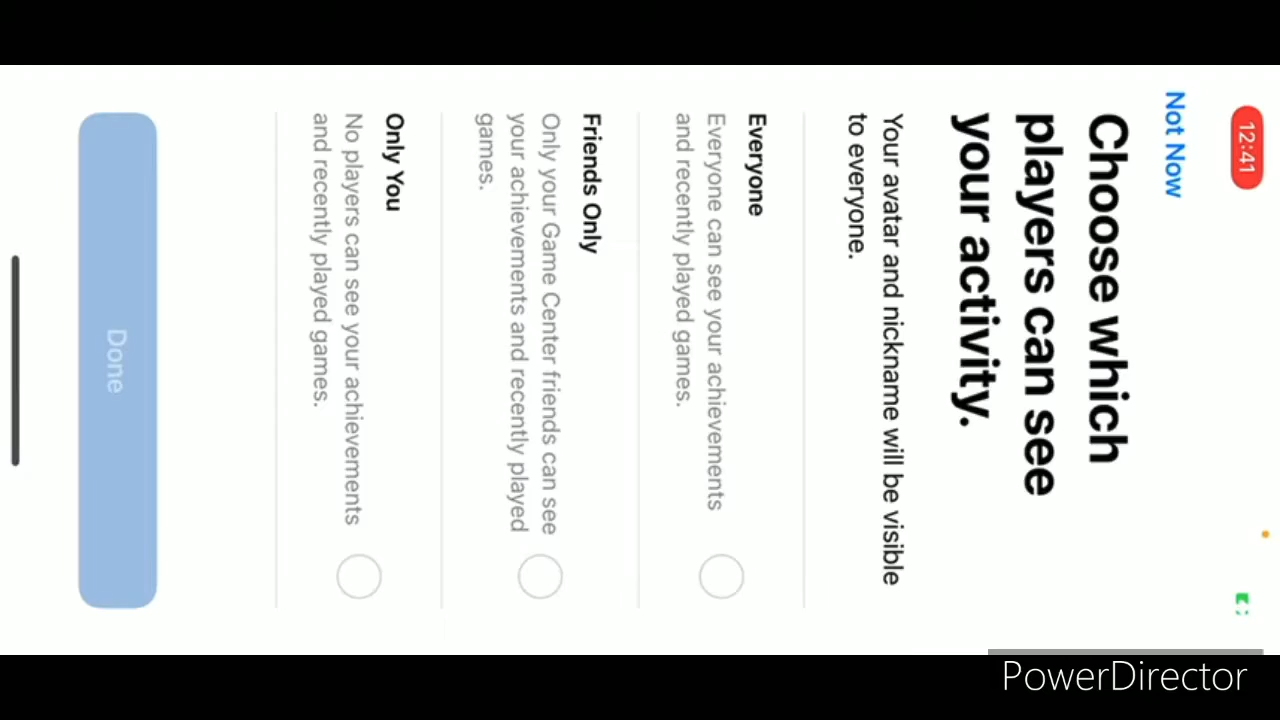 12:41
Not Now
Choose which
players can see
your activity.
Your avatar and nickname will be visible
to everyone.
Everyone
Everyone can see your achievements
and recently played games.
Friends Only
Only your Game Center friends can see
your achievements and recently played
games.
Only You
No players can see your achievements
and recently played games.
Done
PowerDirector